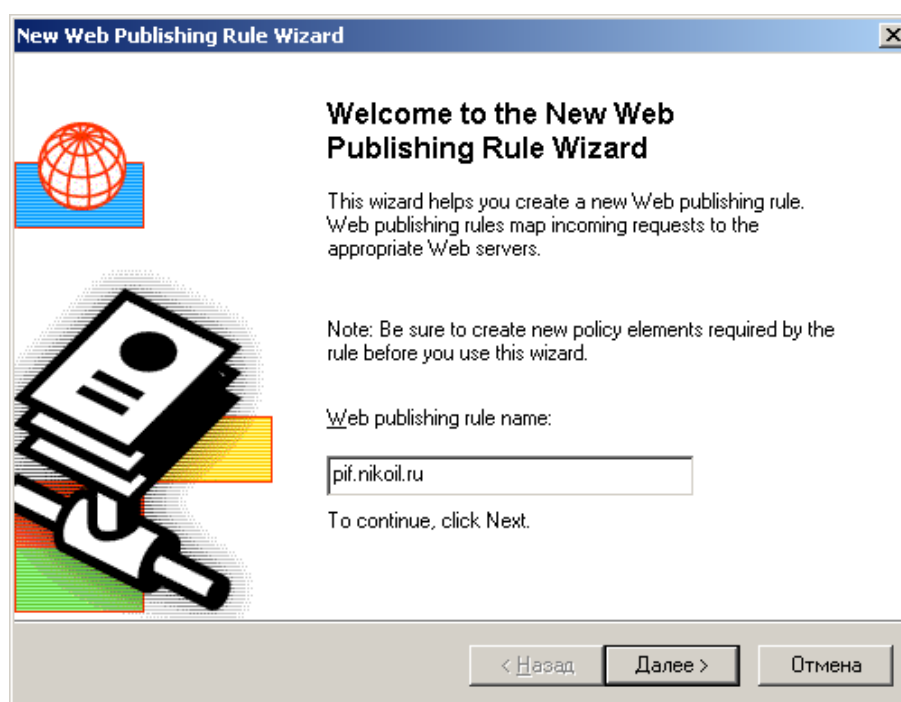 New Web Publishing Rule Wizard
Welcome to the New Web
Publishing Rule Wizard
This wizard helps you create a new Web publishing rule.
Web publishing rules map incoming requests to the
appropriate Web servers.
Note: Be sure to create new policy elements required by the
rule before you use this wizard.
Web publishing rule name:
pif.nikoil.ru
To continue, click Next.
< Назад Далее > Отмена